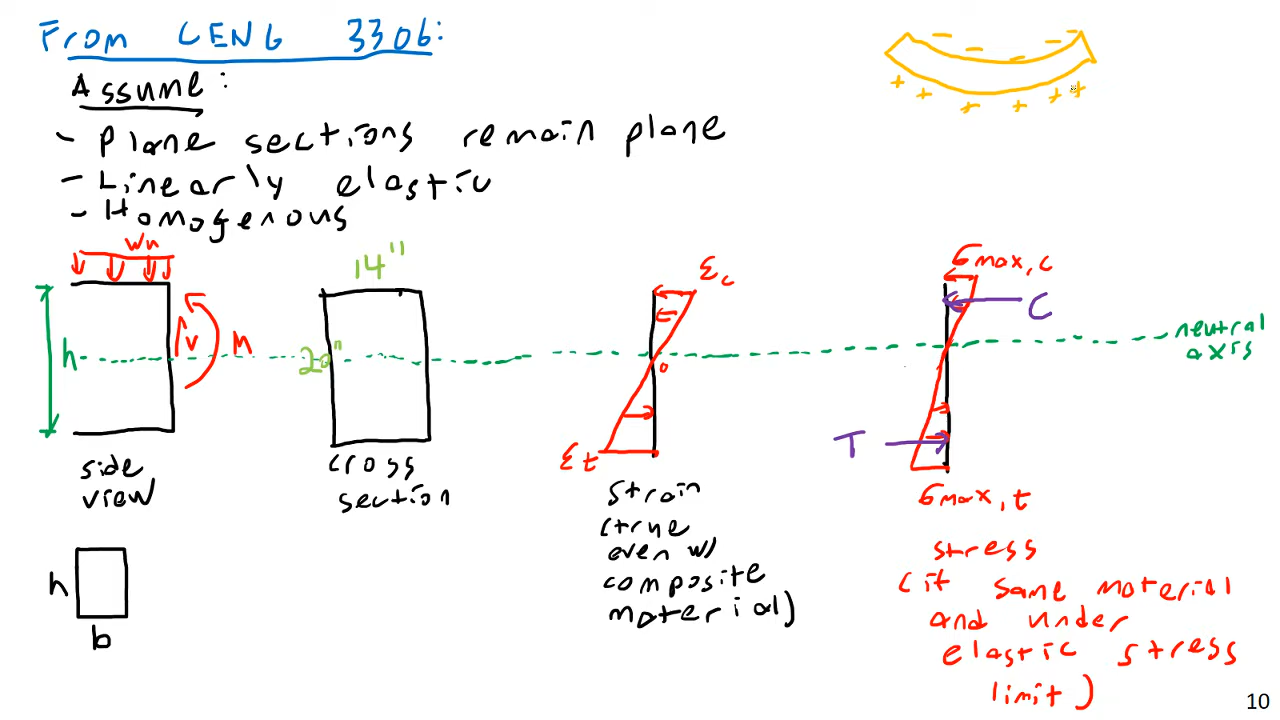 From CENG 3306:
Assume:
- Plane sections remain plane
- Linearly elastic
- Homogenous
wn
h
V
M
side
view
h
b
14"
20"
cross
section
εc
0
εt
strain
(true
even w/
composite
material)
σmax,c
C
T
σmax,t
stress
(if same material
and under
elastic stress
limit)
neutral
axis
- - - - -
+ + + + + +
10